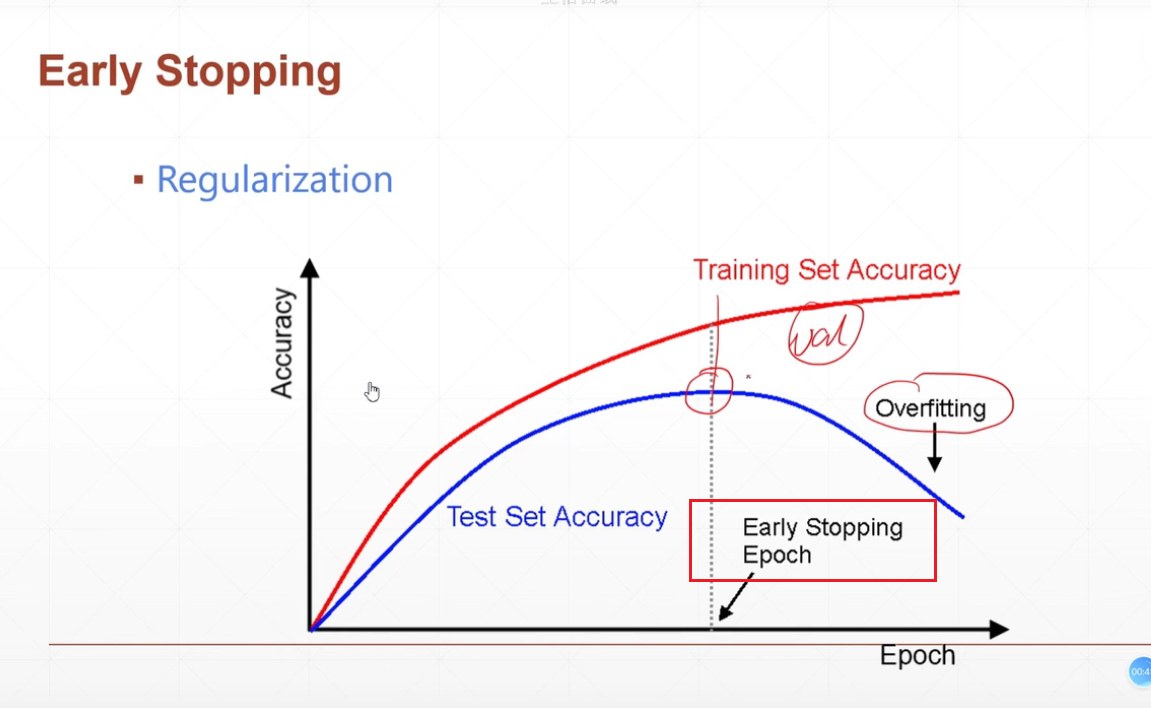 Early Stopping
▪ Regularization
Training Set Accuracy
val
Accuracy
Overfitting
Test Set Accuracy
Early Stopping
Epoch
Epoch